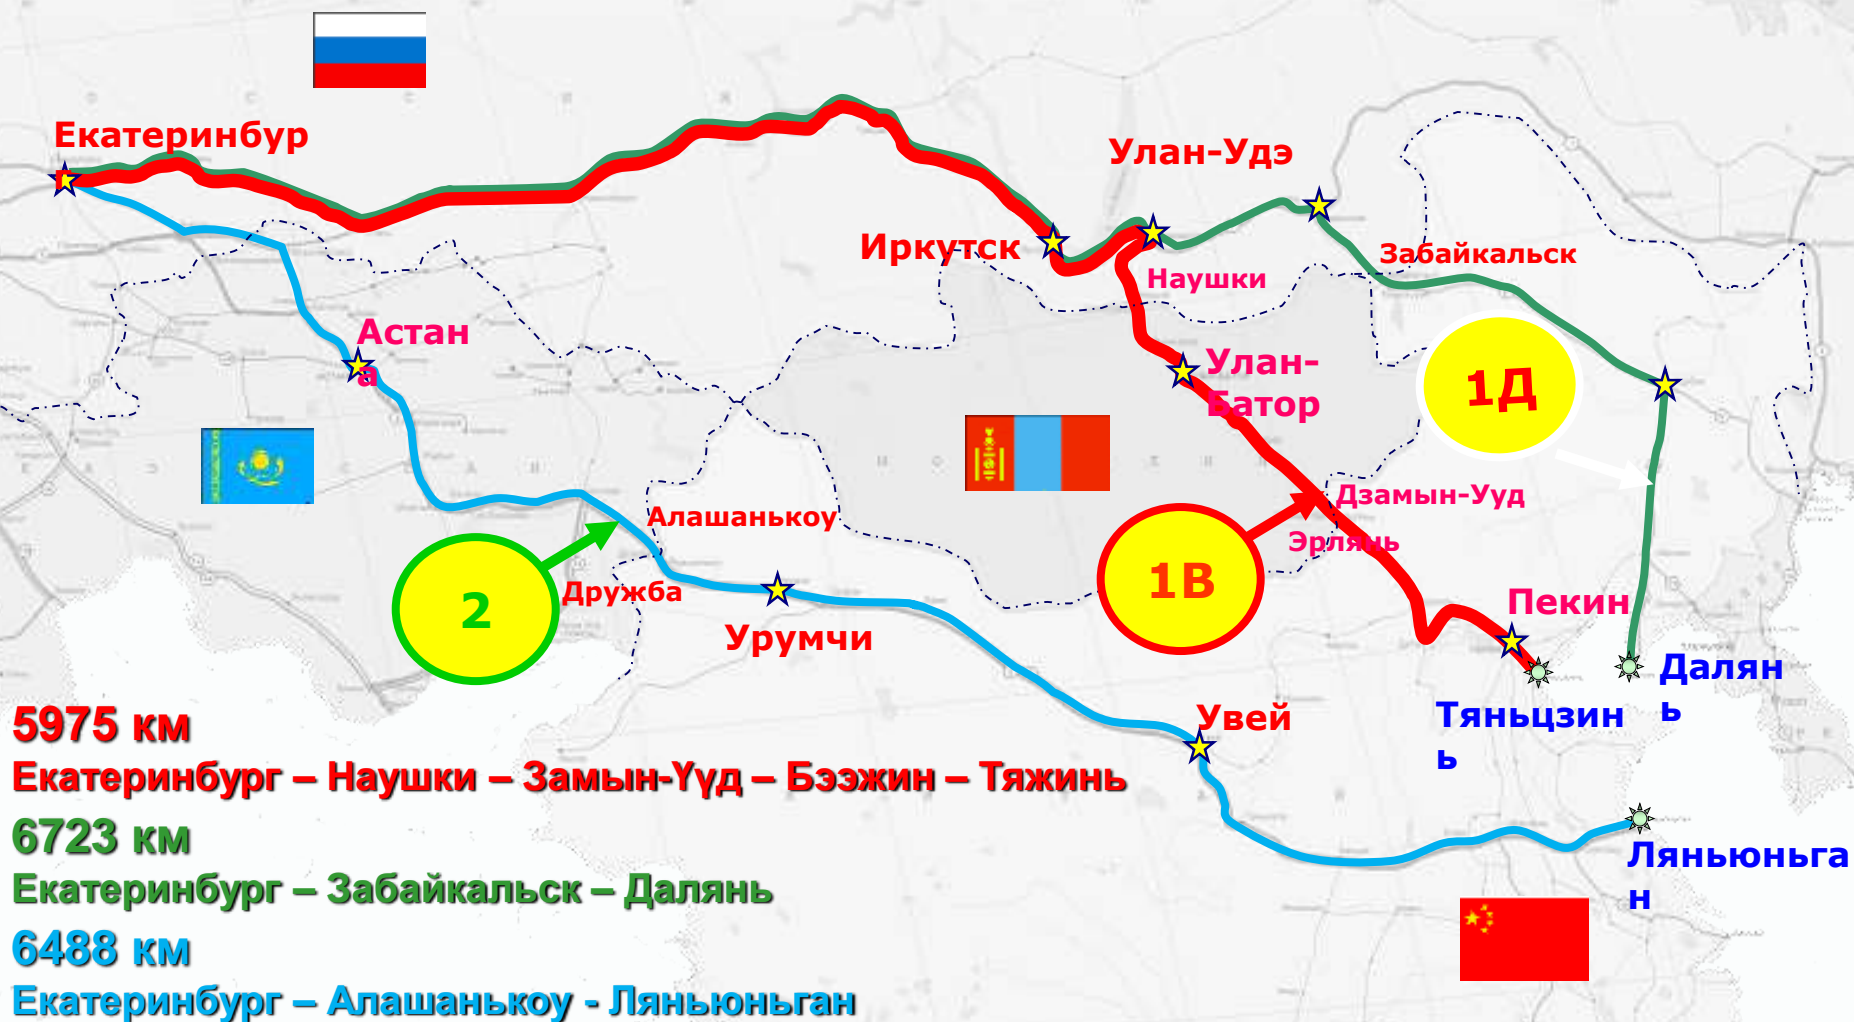 Екатеринбур
г
Улан-Удэ
Иркутск
Забайкальск
Наушки
Астан
а
Улан-
Батор
1Д
Дзамын-Ууд
Алашанькоу
Эрлянь
1В
2
Дружба
Пекин
Урумчи
Далян
ь
Увей
Тяньцзин
ь
5975 км
Екатеринбург – Наушки – Замын-Үүд – Бээжин – Тяжинь
6723 км
Екатеринбург – Забайкальск – Далянь
Ляньюньга
н
6488 км
Екатеринбург – Алашанькоу - Ляньюньган